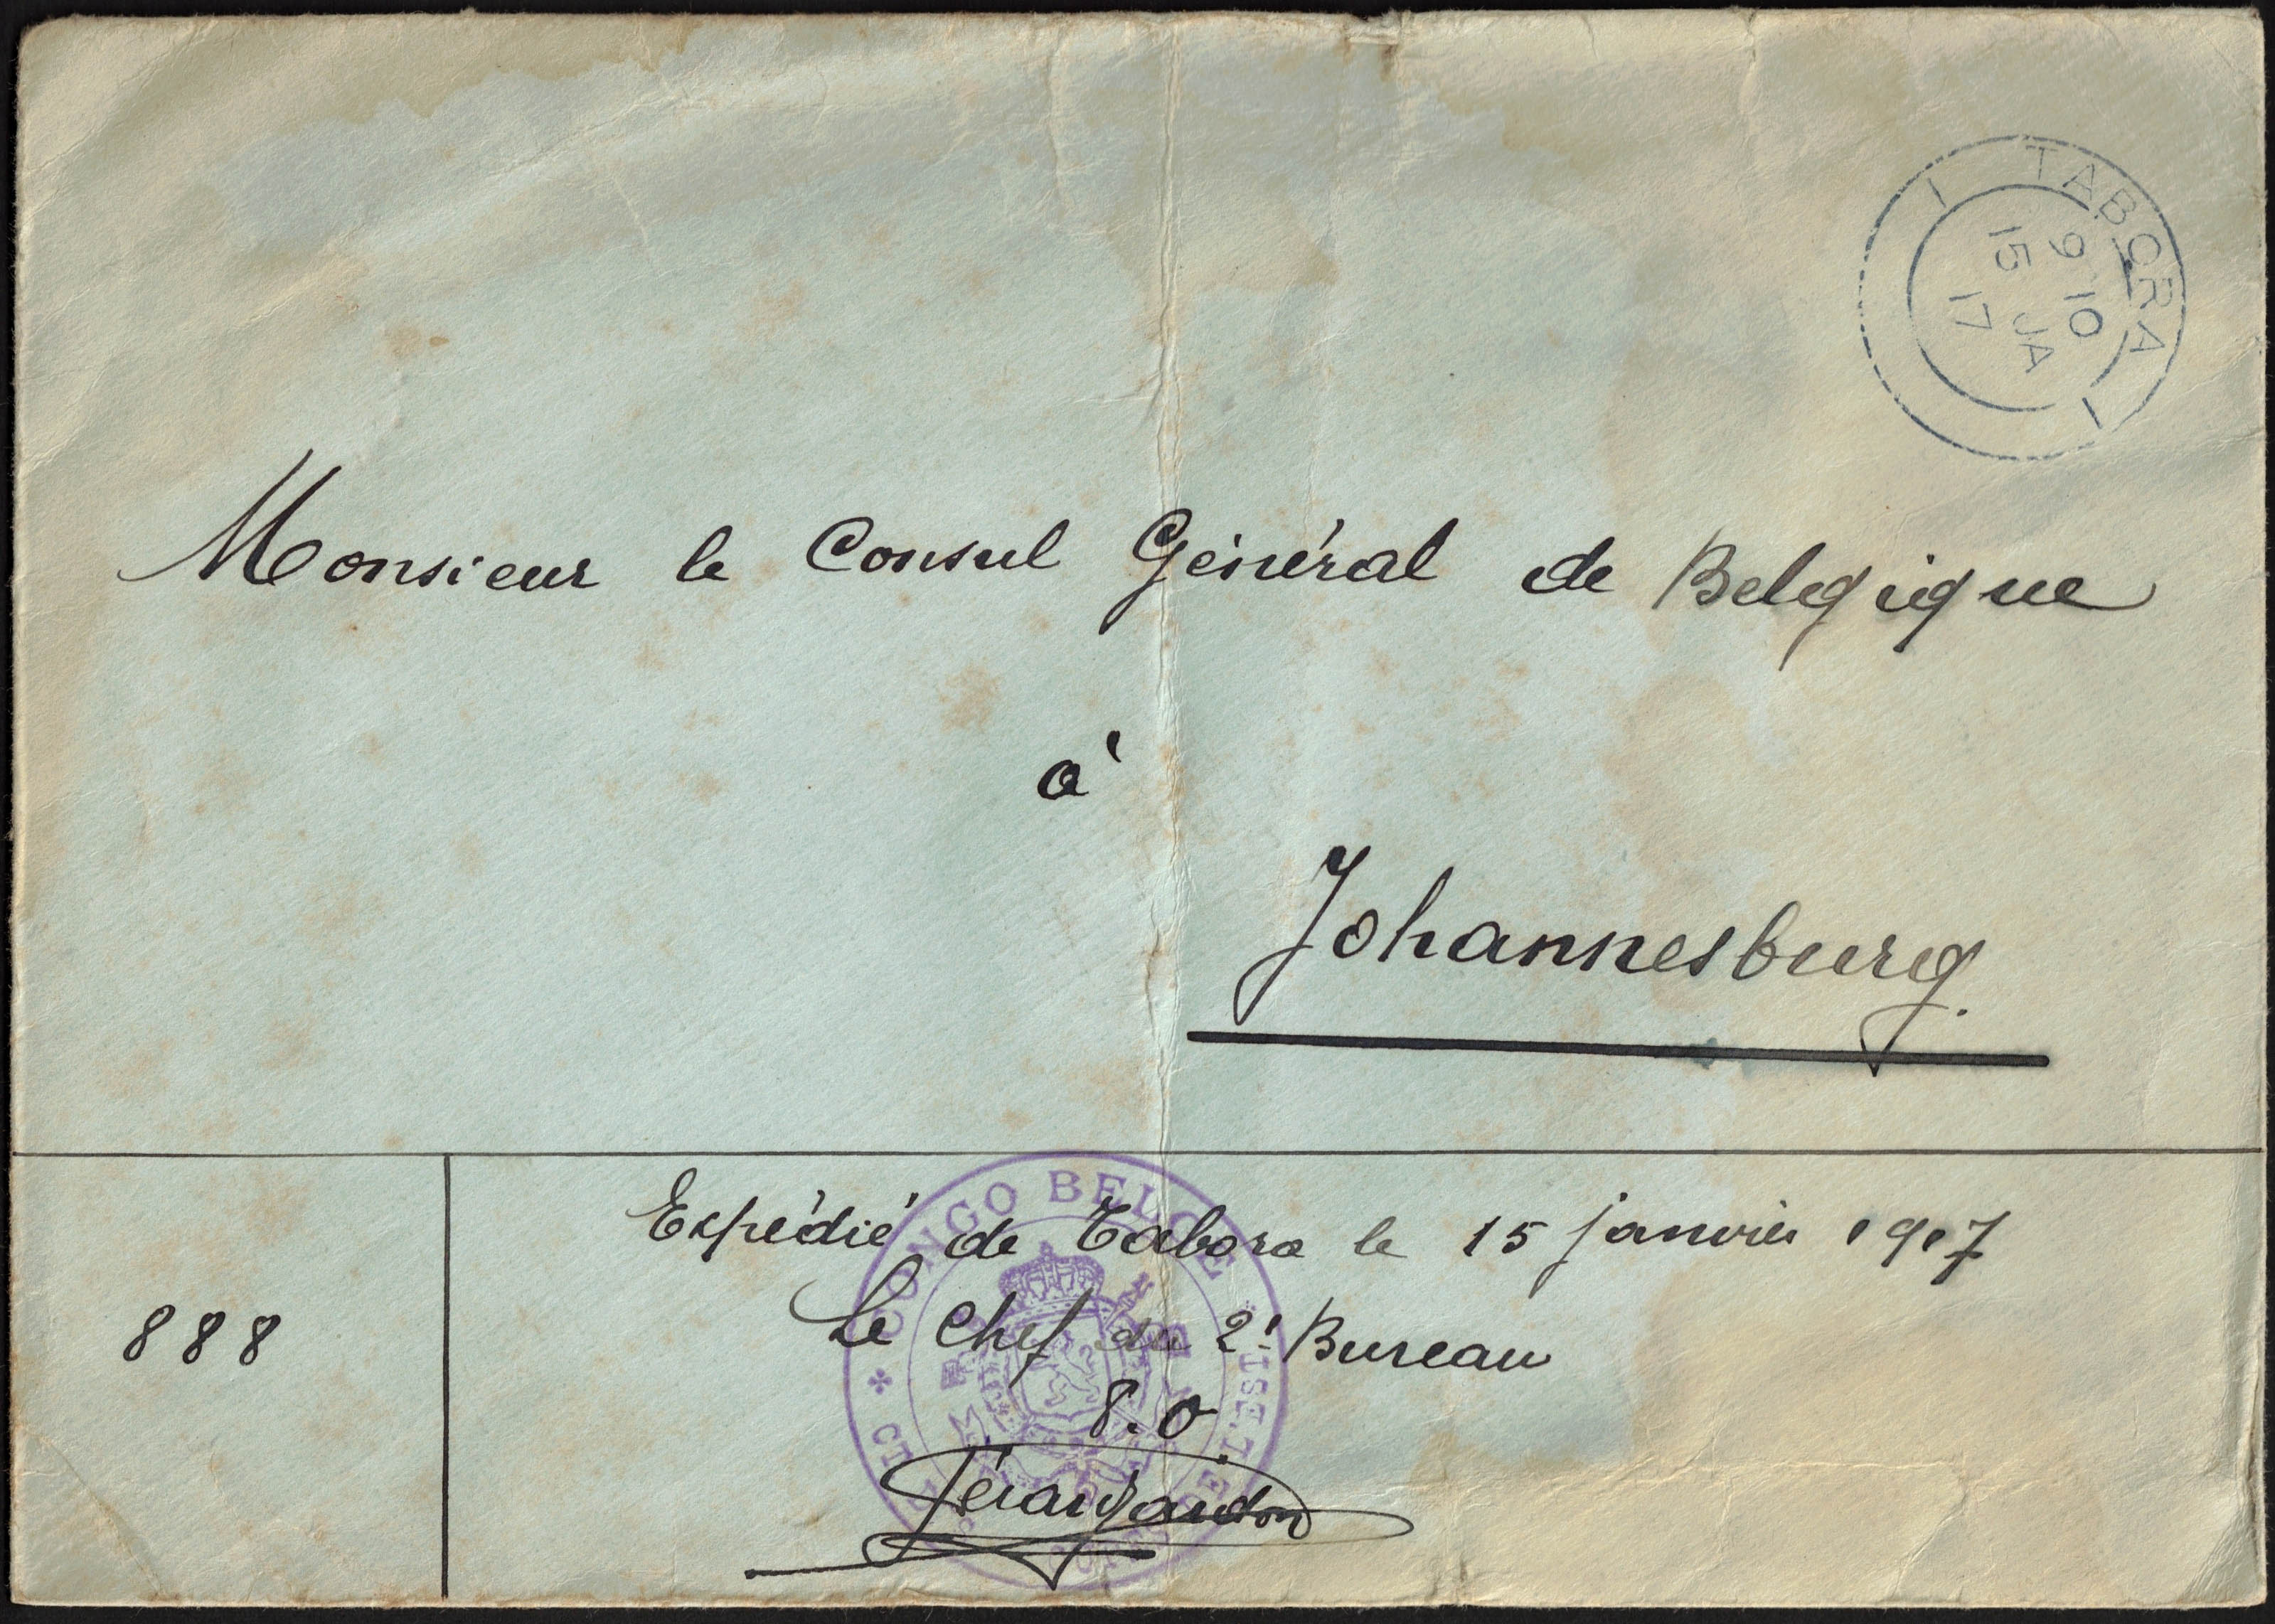 TABORA
9 10
15 JA
17
Monsieur le Consul Général de Belgique
à
Johannesburg.
CONGO BELGE
L'EST
Expédié de Tabora le 15 janvier 1917
888
Le Chef du 2e Bureau
P.O